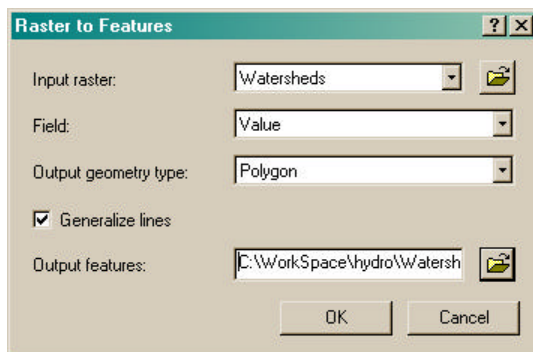 Raster to Features
Input raster: Watersheds
Field: Value
Output geometry type: Polygon
Generalize lines
Output features: C:\WorkSpace\hydro\Watersh
OK Cancel